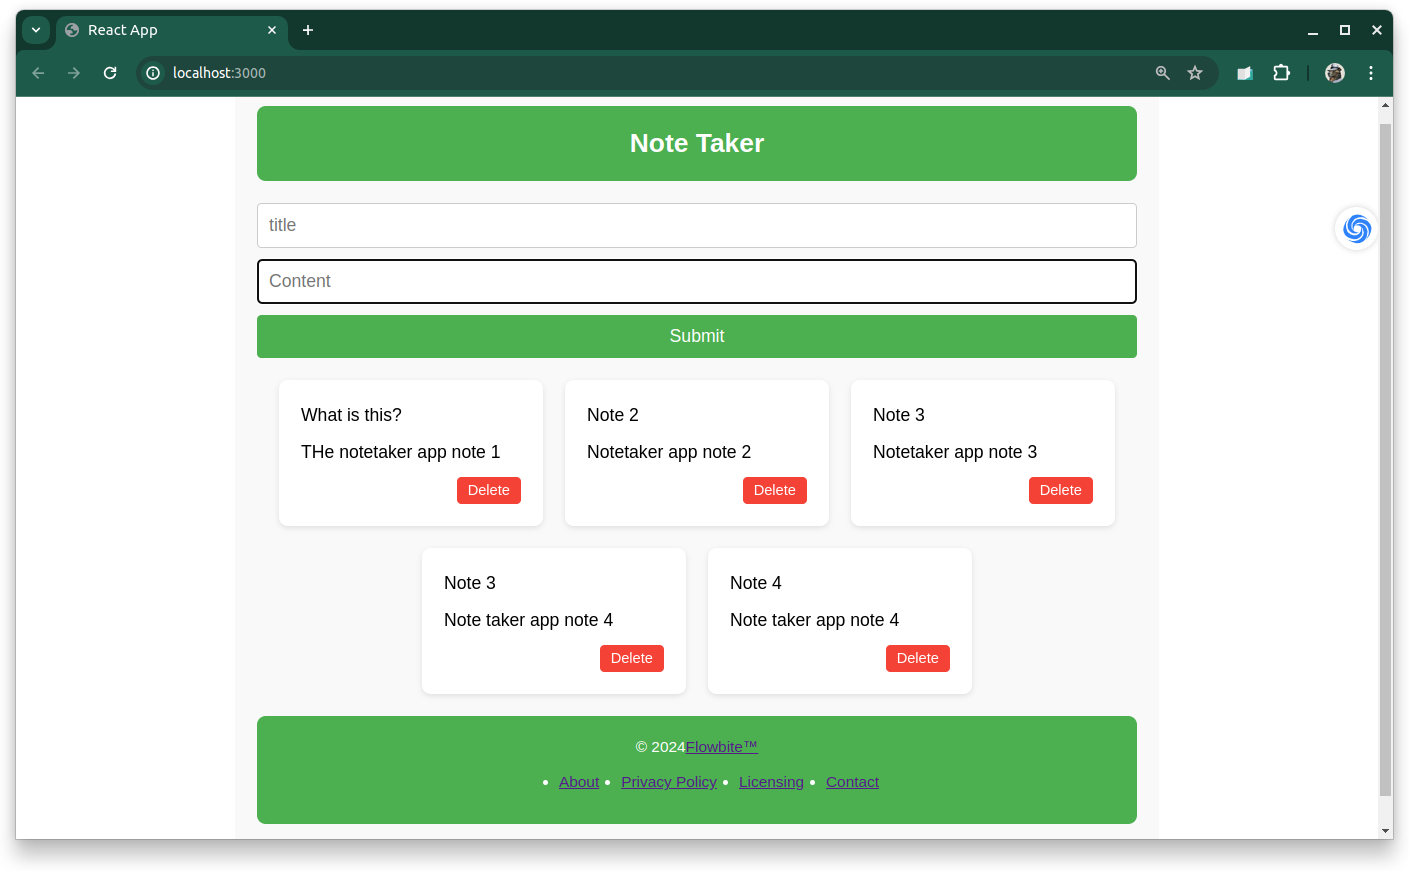 React App
localhost:3000
Note Taker
title
Content
Submit
What is this?
THe notetaker app note 1
Delete
Note 2
Notetaker app note 2
Delete
Note 3
Notetaker app note 3
Delete
Note 3
Note taker app note 4
Delete
Note 4
Note taker app note 4
Delete
© 2024Flowbite™
• About • Privacy Policy • Licensing • Contact